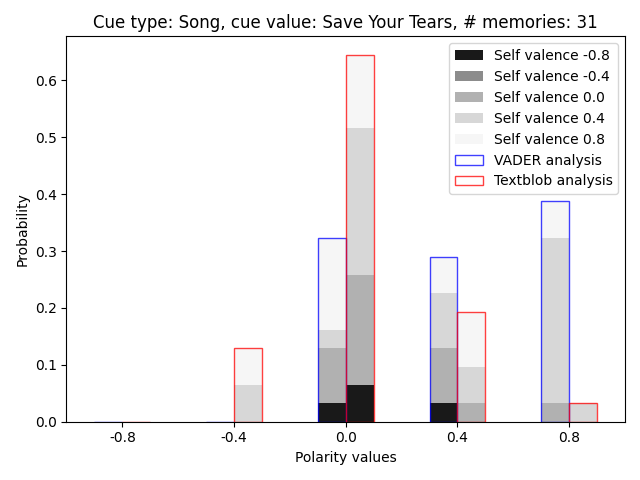 Cue type: Song, cue value: Save Your Tears, # memories: 31
Self valence -0.8
Self valence -0.4
Self valence 0.0
Self valence 0.4
Self valence 0.8
VADER analysis
Textblob analysis
Probability
0.6
0.5
0.4
0.3
0.2
0.1
0.0
-0.8
-0.4
0.0
0.4
0.8
Polarity values